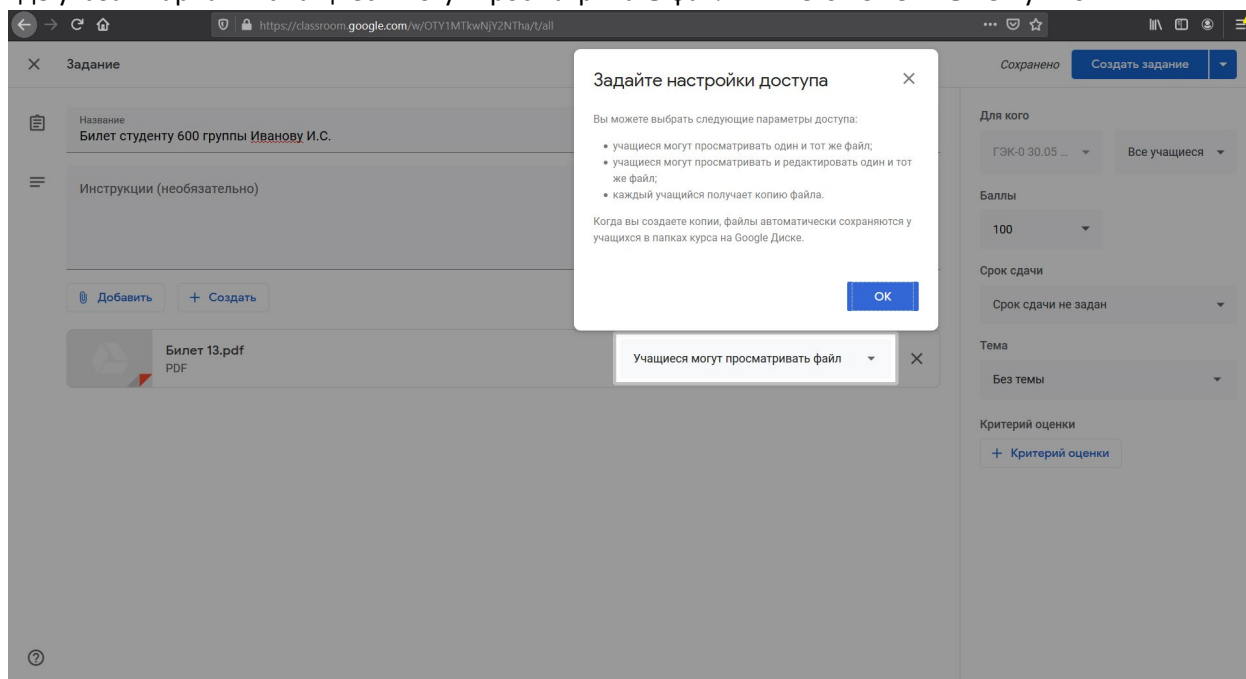 https://classroom.google.com/w/OTY1MTkwNjY2NTha/t/all
Задание
Сохранено
Создать задание
Название
Билет студенту 600 группы Иванову И.С.
Инструкции (необязательно)
Добавить
+ Создать
Билет 13.pdf
PDF
Задайте настройки доступа
Вы можете выбрать следующие параметры доступа:
• учащиеся могут просматривать один и тот же файл;
• учащиеся могут просматривать и редактировать один и тот
же файл;
• каждый учащийся получает копию файла.
Когда вы создаете копии, файлы автоматически сохраняются у
учащихся в папках курса на Google Диске.
ОК
Учащиеся могут просматривать файл
Для кого
ГЭК-0 30.05 ...
Все учащиеся
Баллы
100
Срок сдачи
Срок сдачи не задан
Тема
Без темы
Критерий оценки
+ Критерий оценки